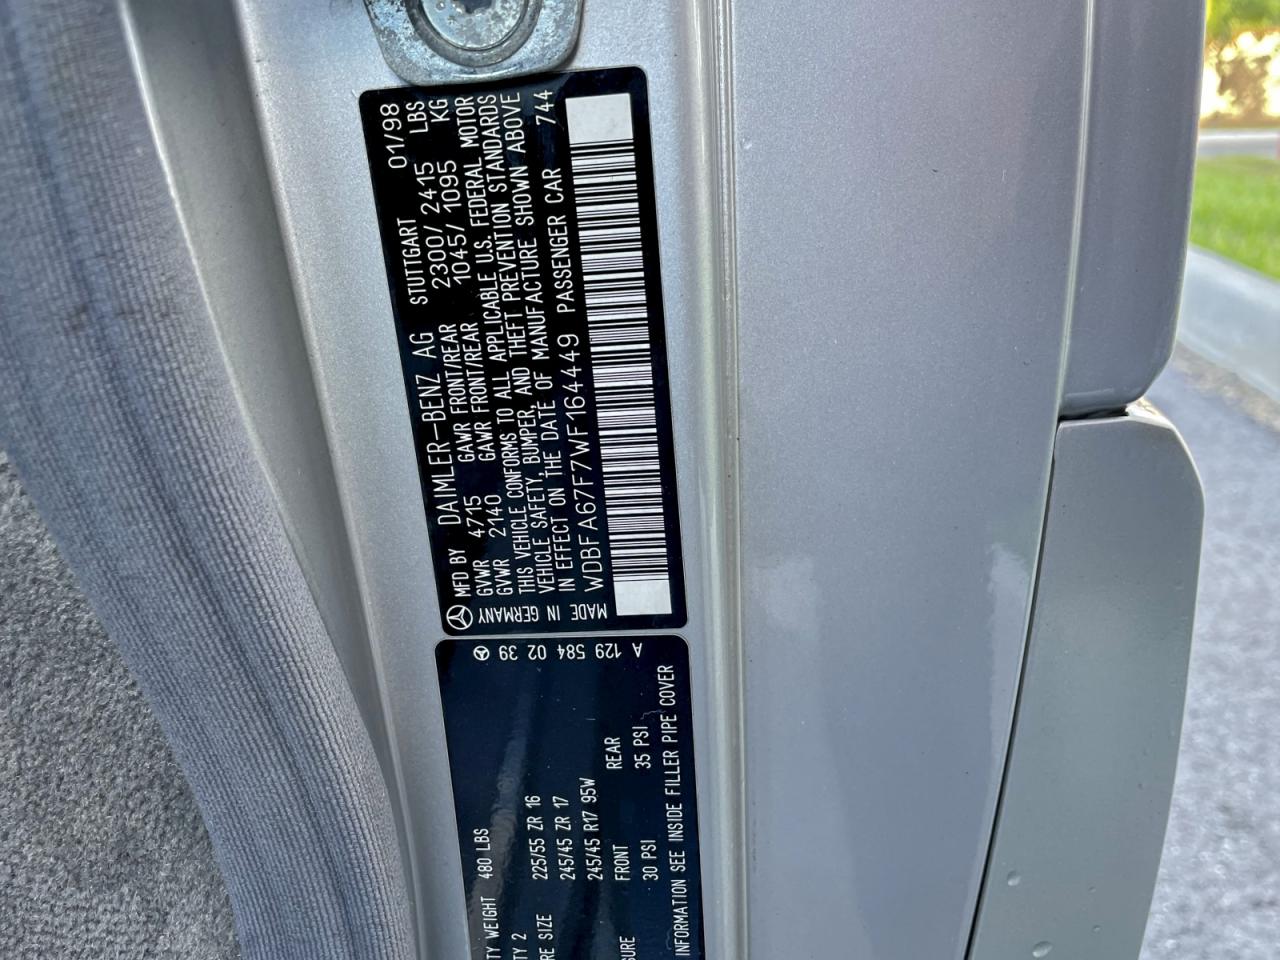 MFD BY DAIMLER-BENZ AG STUTTGART 01/98
GVWR 4715 GAWR FRONT/REAR 2300/2415 LBS
GVWR 2140 GAWR FRONT/REAR 1045/1095 KG
THIS VEHICLE CONFORMS TO ALL APPLICABLE U.S. FEDERAL MOTOR
VEHICLE SAFETY, BUMPER, AND THEFT PREVENTION STANDARDS
IN EFFECT ON THE DATE OF MANUFACTURE SHOWN ABOVE
WDBFA67F7WF164449 PASSENGER CAR 744
MADE IN GERMANY
A 129 584 02 39
TY WEIGHT 480 LBS
TY 2
RE SIZE 225/55 ZR 16
245/45 ZR 17
245/45 R17 95W
FRONT REAR
SURE 30 PSI 35 PSI
INFORMATION SEE INSIDE FILLER PIPE COVER